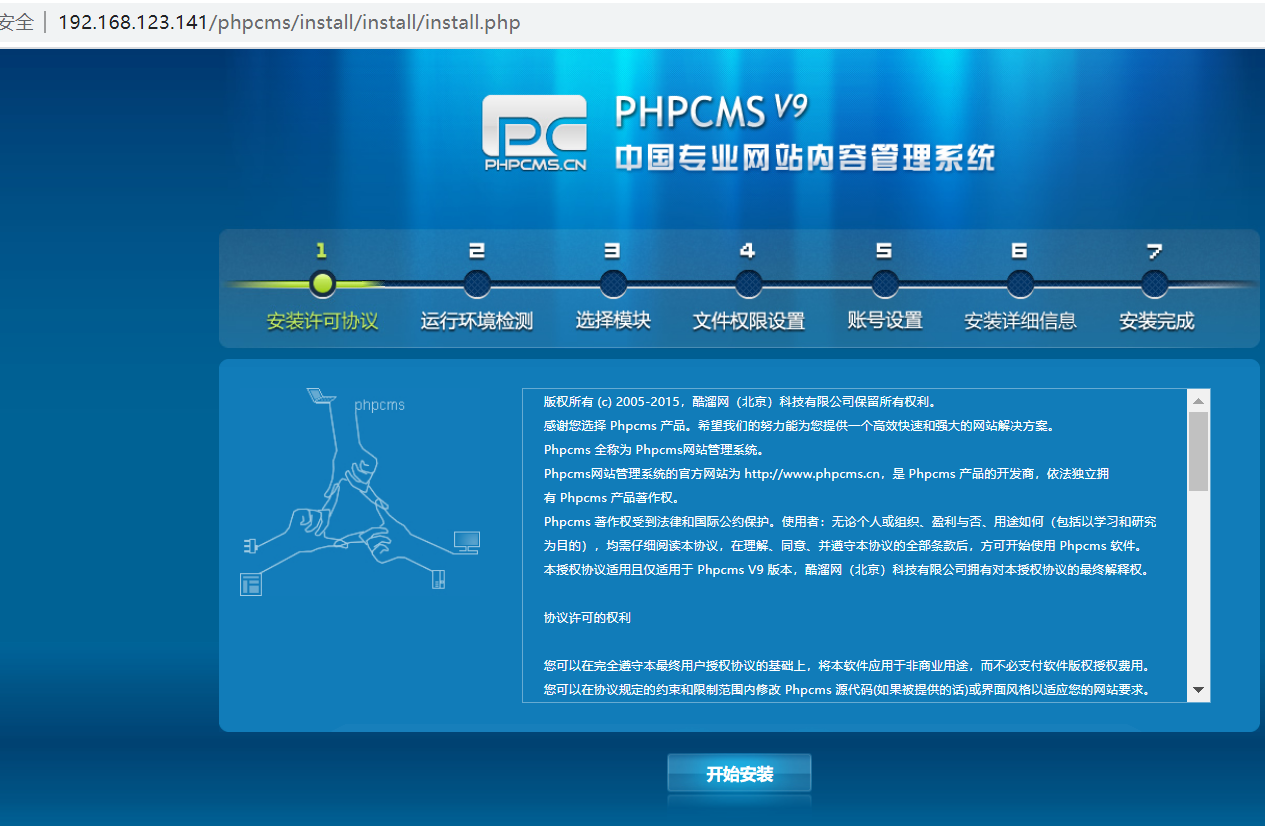 安全 | 192.168.123.141/phpcms/install/install/install.php
PHPCMS V9
PC
PHPCMS.CN
中国专业网站内容管理系统
1 2 3 4 5 6 7
安装许可协议 运行环境检测 选择模块 文件权限设置 账号设置 安装详细信息 安装完成
phpcms
版权所有 (c) 2005-2015，酷溜网（北京）科技有限公司保留所有权利。
感谢您选择 Phpcms 产品。希望我们的努力能为您提供一个高效快速和强大的网站解决方案。
Phpcms 全称为 Phpcms网站管理系统。
Phpcms网站管理系统的官方网站为 http://www.phpcms.cn，是 Phpcms 产品的开发商，依法独立拥
有 Phpcms 产品著作权。
Phpcms 著作权受到法律和国际公约保护。使用者：无论个人或组织、盈利与否、用途如何（包括以学习和研究
为目的），均需仔细阅读本协议，在理解、同意、并遵守本协议的全部条款后，方可开始使用 Phpcms 软件。
本授权协议适用且仅适用于 Phpcms V9 版本，酷溜网（北京）科技有限公司拥有对本授权协议的最终解释权。
协议许可的权利
您可以在完全遵守本最终用户授权协议的基础上，将本软件应用于非商业用途，而不必支付软件版权授权费用。
您可以在协议规定的约束和限制范围内修改 Phpcms 源代码(如果被提供的话)或界面风格以适应您的网站要求。
开始安装